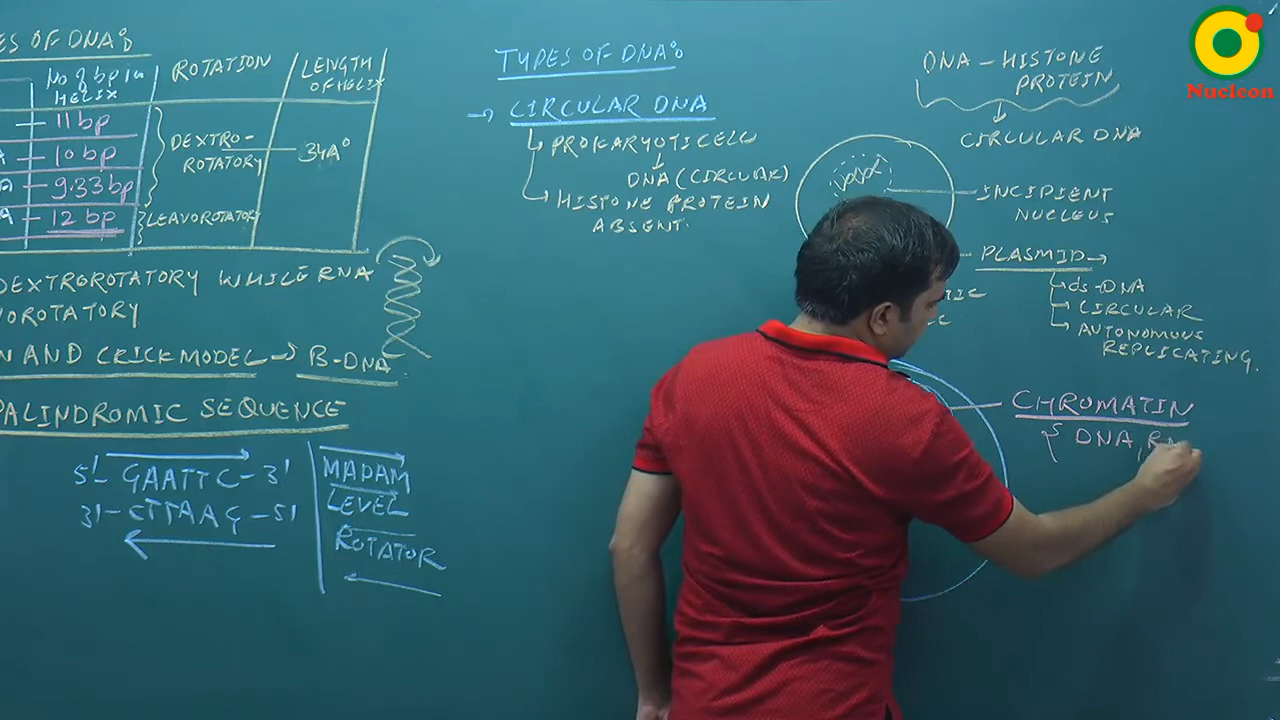 ES OF DNA:
No of bp in HELIX
ROTATION
LENGTH OF HELIX
11 bp
10 bp
9.33 bp
12 bp
DEXTRO-
ROTATORY
34A°
LEAVOROTATORY
DEXTROROTATORY WHILE RNA
VOROTATORY
N AND CRICK MODEL → B-DNA
PALINDROMIC SEQUENCE
5'- GAATTC-3'
3'-CTTAAG-5'
MADAM
LEVEL
ROTATOR
TYPES OF DNA:
→ CIRCULAR DNA
PROKARYOTIC CELL
DNA (CIRCULAR)
HISTONE PROTEIN
ABSENT.
DNA - HISTONE
PROTEIN
CIRCULAR DNA
INCIPIENT
NUCLEUS
PLASMID →
ds-DNA
CIRCULAR
AUTONOMOUS
REPLICATING.
CHROMATIN
{ DNA,
Nucleon